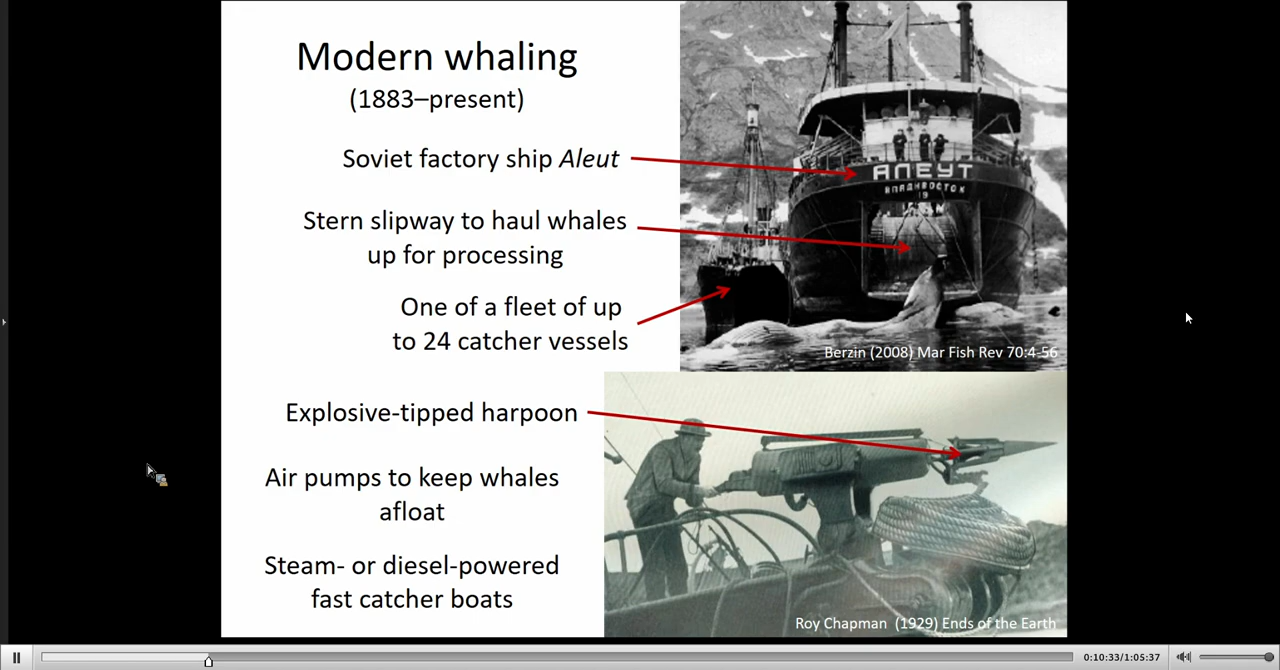 Modern whaling
(1883–present)
Soviet factory ship Aleut
Stern slipway to haul whales
up for processing
One of a fleet of up
to 24 catcher vessels
Explosive-tipped harpoon
Air pumps to keep whales
afloat
Steam- or diesel-powered
fast catcher boats
АЛЕУТ
ВЛАДИВОСТОК
19
Berzin (2008) Mar Fish Rev 70:4-56
Roy Chapman (1929) Ends of the Earth
0:10:33/1:05:37